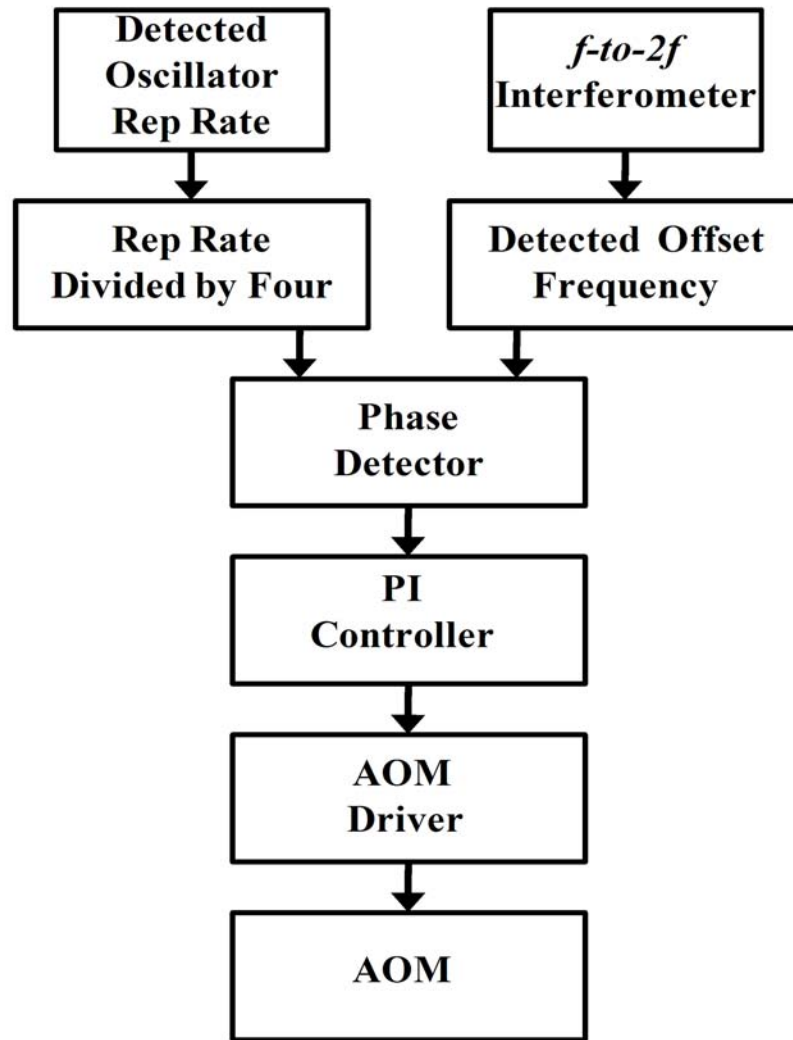 Detected
Oscillator
Rep Rate
f-to-2f
Interferometer
Rep Rate
Divided by Four
Detected Offset
Frequency
Phase
Detector
PI
Controller
AOM
Driver
AOM